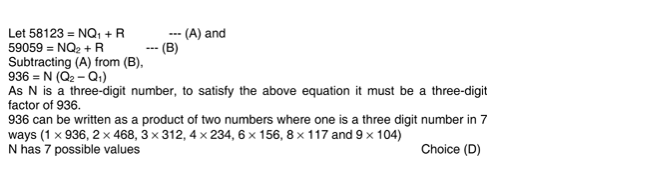 Let 58123 = NQ₁ + R --- (A) and
59059 = NQ₂ + R --- (B)
Subtracting (A) from (B),
936 = N (Q₂ – Q₁)
As N is a three-digit number, to satisfy the above equation it must be a three-digit
factor of 936.
936 can be written as a product of two numbers where one is a three digit number in 7
ways (1 × 936, 2 × 468, 3 × 312, 4 × 234, 6 × 156, 8 × 117 and 9 × 104)
N has 7 possible values Choice (D)